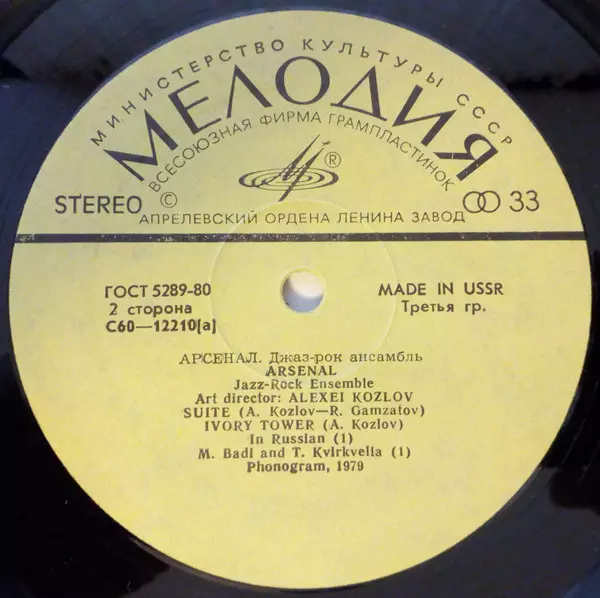 МИНИСТЕРСТВО КУЛЬТУРЫ СССР
МЕЛОДИЯ
ВСЕСОЮЗНАЯ ФИРМА ГРАМПЛАСТИНОК
®
STEREO © 33
АПРЕЛЕВСКИЙ ОРДЕНА ЛЕНИНА ЗАВОД
ГОСТ 5289-80 MADE IN USSR
2 сторона Третья гр.
С60—12210(а)
АРСЕНАЛ. Джаз-рок ансамбль
ARSENAL
Jazz-Rock Ensemble
Art director: ALEXEI KOZLOV
SUITE (A. Kozlov—R. Gamzatov)
IVORY TOWER (A. Kozlov)
In Russian (1)
M. Badi and T. Kvirkvelia (1)
Phonogram, 1979